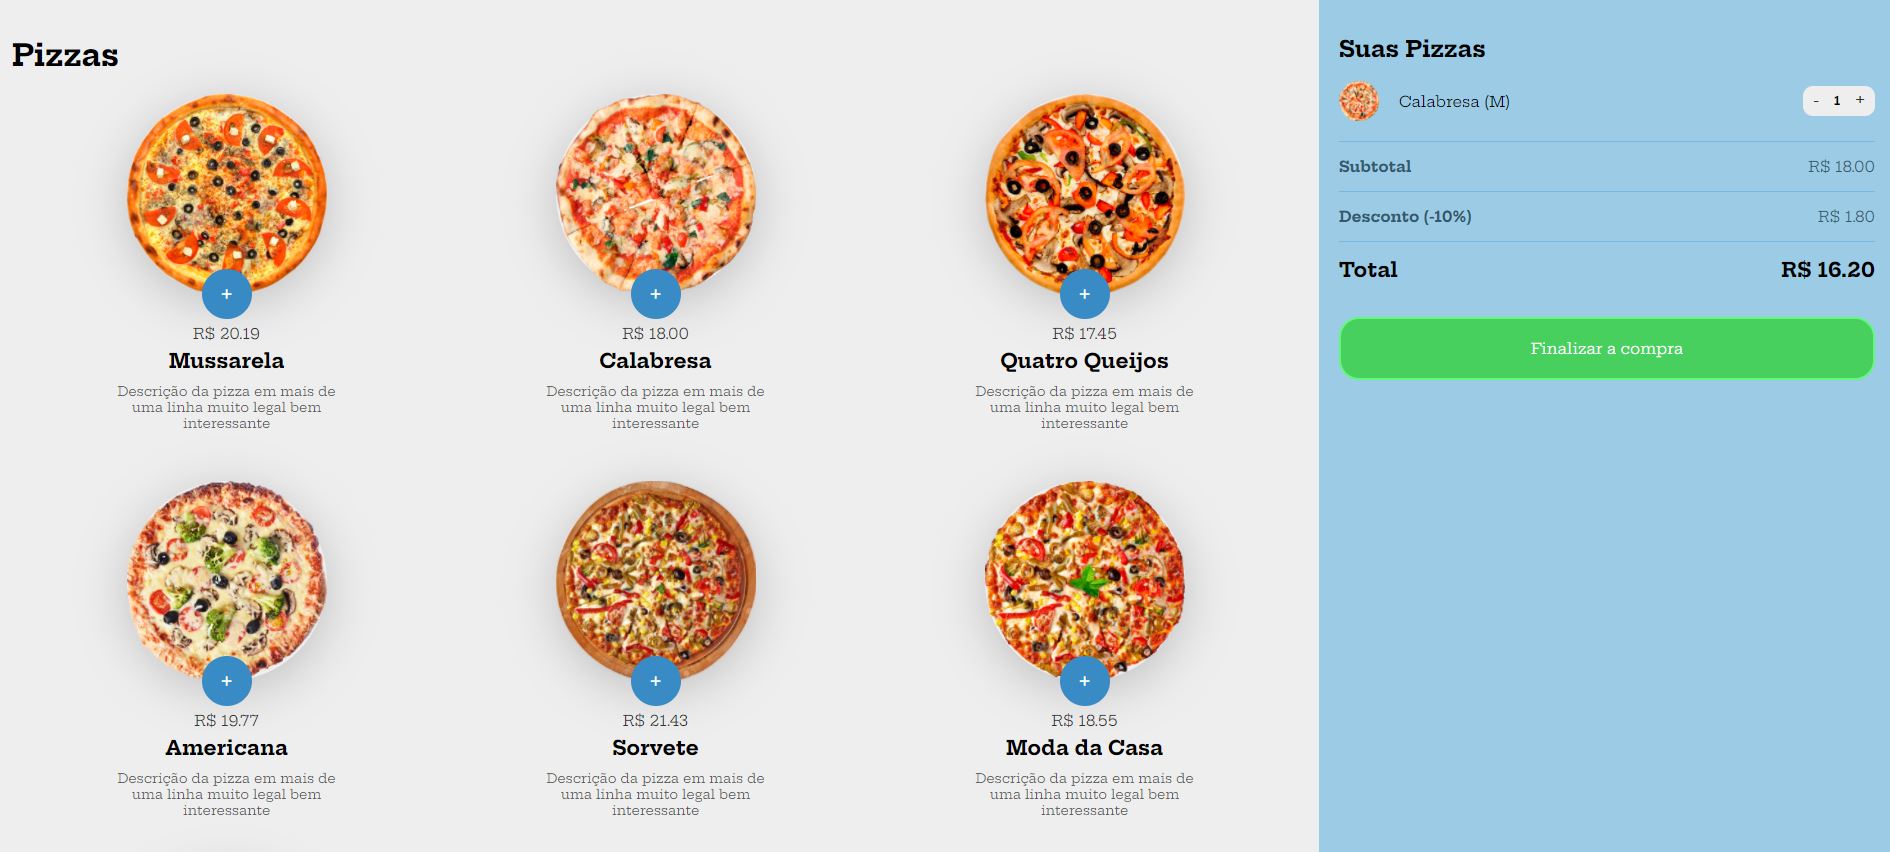 Pizzas
+
+
+
R$ 20.19
R$ 18.00
R$ 17.45
Mussarela
Calabresa
Quatro Queijos
Descrição da pizza em mais de
uma linha muito legal bem
interessante
Descrição da pizza em mais de
uma linha muito legal bem
interessante
Descrição da pizza em mais de
uma linha muito legal bem
interessante
+
+
+
R$ 19.77
R$ 21.43
R$ 18.55
Americana
Sorvete
Moda da Casa
Descrição da pizza em mais de
uma linha muito legal bem
interessante
Descrição da pizza em mais de
uma linha muito legal bem
interessante
Descrição da pizza em mais de
uma linha muito legal bem
interessante
Suas Pizzas
Calabresa (M) - 1 +
Subtotal R$ 18.00
Desconto (-10%) R$ 1.80
Total R$ 16.20
Finalizar a compra